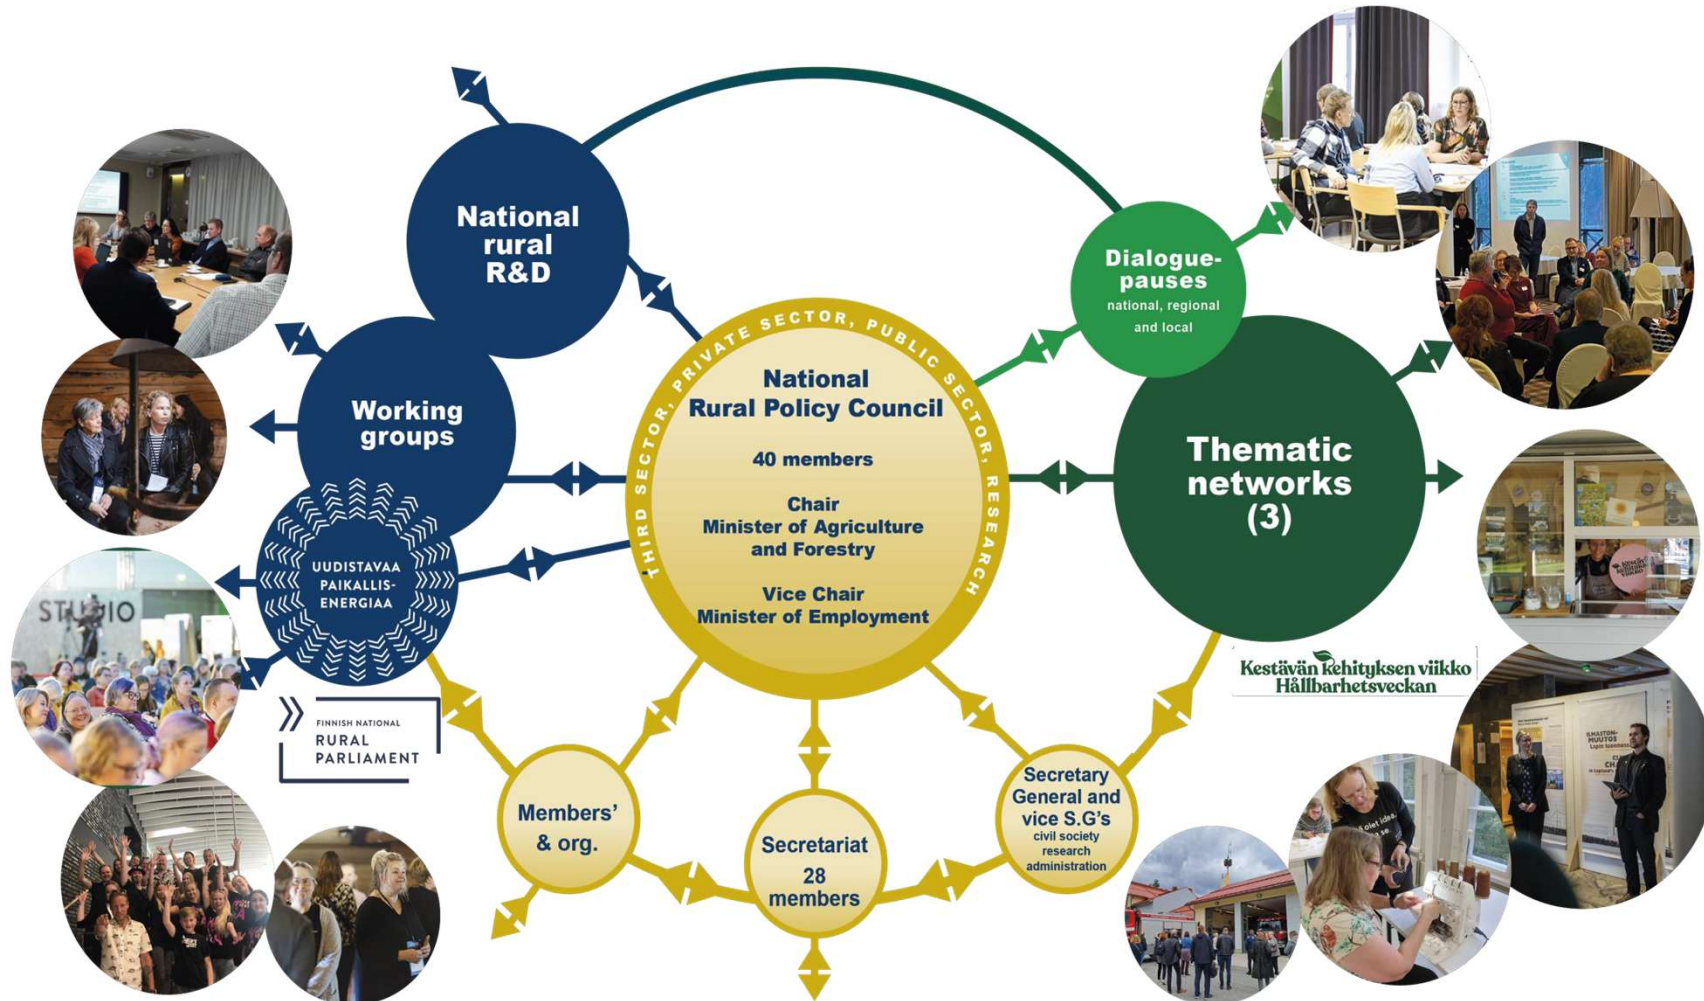 National
rural
R&D
Dialogue-
pauses
national, regional
and local
THIRD SECTOR, PRIVATE SECTOR, PUBLIC SECTOR, RESEARCH
National
Rural Policy Council
40 members
Chair
Minister of Agriculture
and Forestry
Vice Chair
Minister of Employment
Working
groups
Thematic
networks
(3)
UUDISTAVAA
PAIKALLIS-
ENERGIAA
STUDIO
FINNISH NATIONAL
RURAL
PARLIAMENT
Kestävän kehityksen viikko
Hållbarhetsveckan
Members'
& org.
Secretariat
28
members
Secretary
General and
vice S.G's
civil society
research
administration
ILMASTON-
MUUTOS